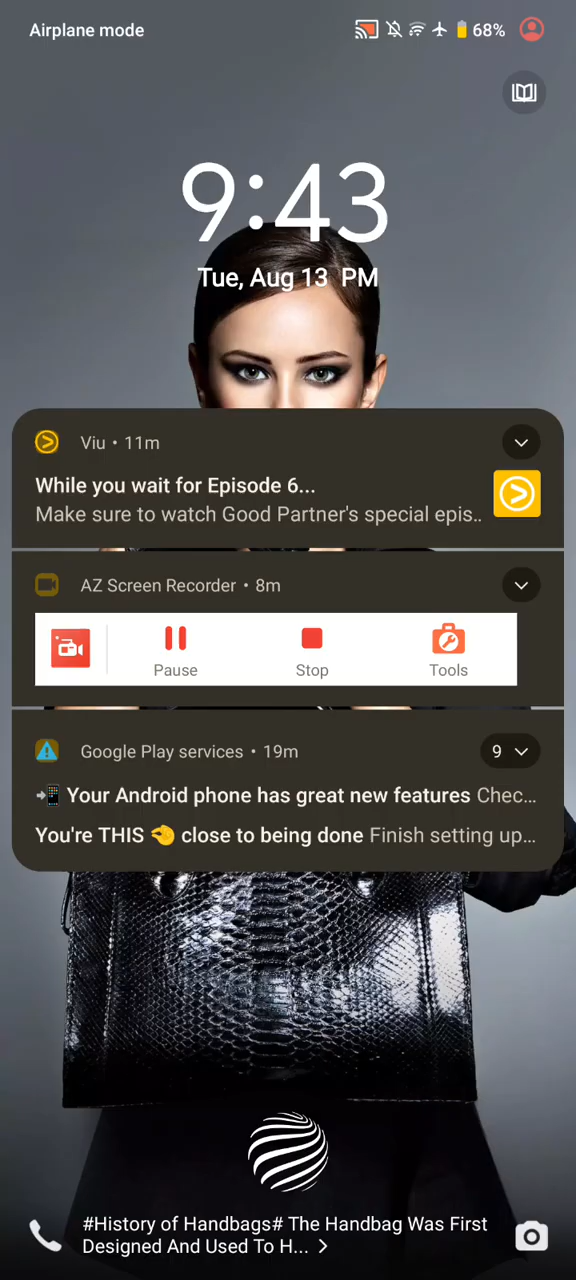 Airplane mode
68%
9:43
Tue, Aug 13 PM
Viu • 11m
While you wait for Episode 6...
Make sure to watch Good Partner's special epis..
AZ Screen Recorder • 8m
Pause
Stop
Tools
Google Play services • 19m
9
📲 Your Android phone has great new features Chec...
You're THIS 🤏 close to being done Finish setting up...
#History of Handbags# The Handbag Was First
Designed And Used To H...